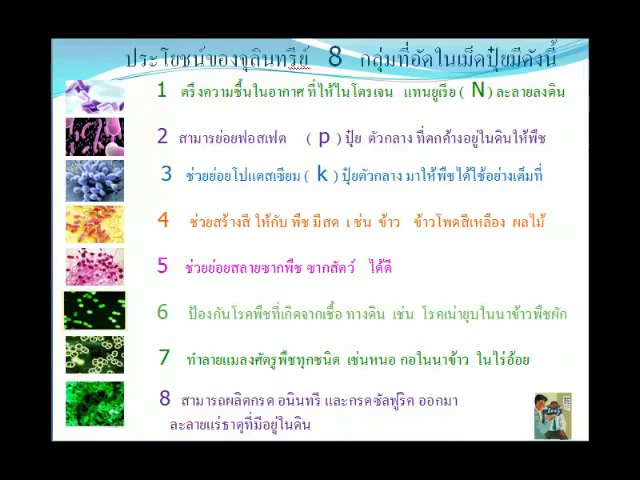 ประโยชน์ของจุลินทรีย์ 8 กลุ่มที่อัดในเม็ดปุ๋ยมีดังนี้
1 ตรึงความชื้นในอากาศ ที่ให้ไนโตรเจน แทนยูเรีย ( N ) ละลายลงดิน
2 สามารย่อยฟอสเฟต ( p ) ปุ๋ย ตัวกลาง ที่ตกค้างอยู่ในดินให้พืช
3 ช่วยย่อยโปแตสเซียม ( k ) ปุ๋ยตัวกลาง มาให้พืชได้ใช้อย่างเต็มที่
4 ช่วยสร้างสี ให้กับ พืช มีสด เช่น ข้าว ข้าวโพดสีเหลือง ผลไม้
5 ช่วยย่อยสลายซากพืช ซากสัตว์ ได้ดี
6 ป้องกันโรคพืชที่เกิดจากเชื้อ ทางดิน เช่น โรคเน่ายุบในนาข้าวพืชผัก
7 ทำลายแมลงศัตรูพืชทุกชนิด เช่นหนอ กอในนาข้าว ในไร่อ้อย
8 สามารถผลิตกรด อนินทรี และกรดซัลฟูริค ออกมา
ละลายแร่ธาตุที่มีอยู่ในดิน